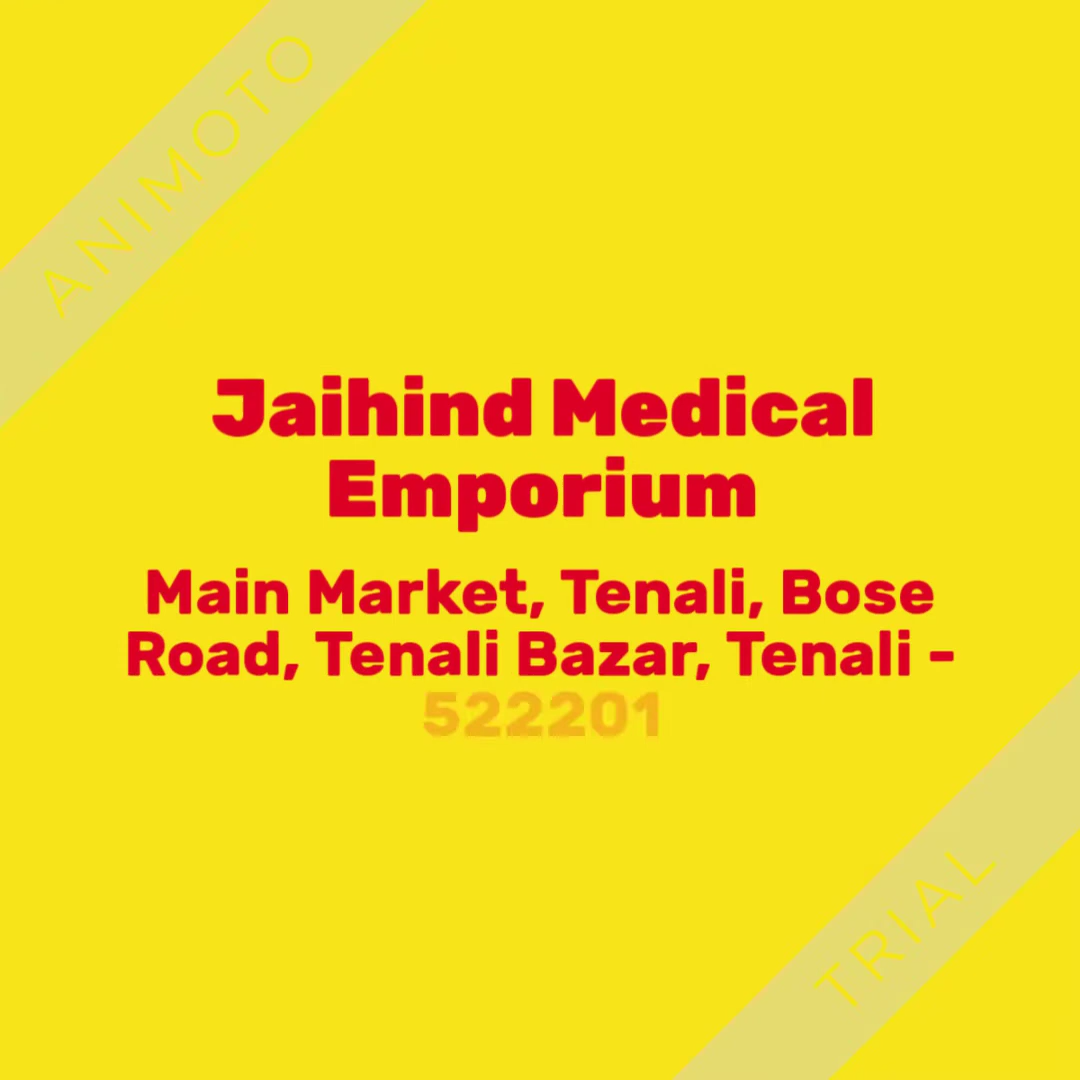 ANIMOTO
Jaihind Medical
Emporium
Main Market, Tenali, Bose
Road, Tenali Bazar, Tenali -
522201
TRIAL